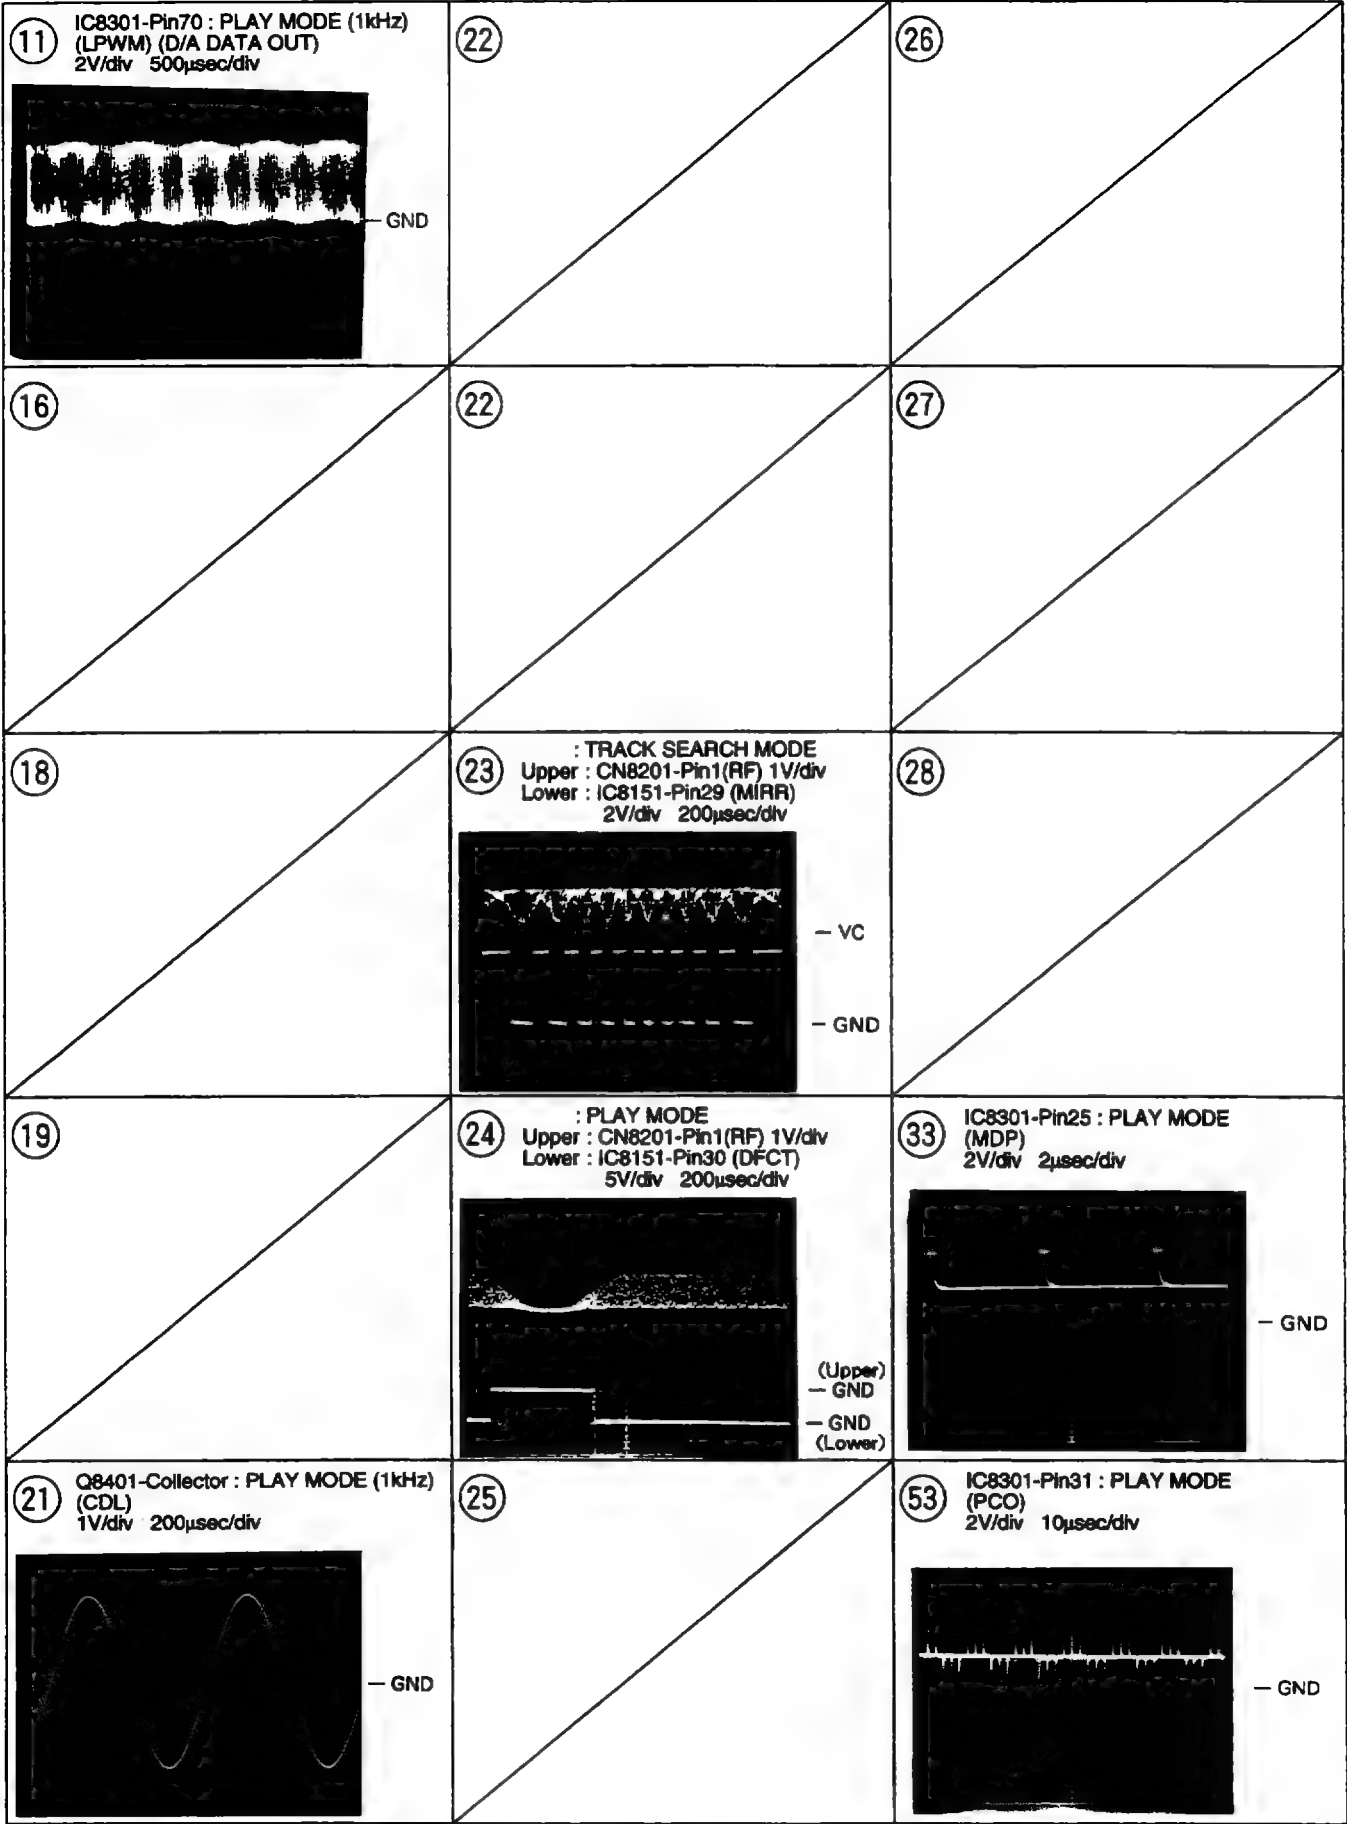 11 IC8301-Pin70 : PLAY MODE (1kHz)
(LPWM) (D/A DATA OUT)
2V/div 500µsec/div
GND
22
26
16
22
27
18
23 : TRACK SEARCH MODE
Upper : CN8201-Pin1(RF) 1V/div
Lower : IC8151-Pin29 (MIRR)
2V/div 200µsec/div
VC
GND
28
19
24 : PLAY MODE
Upper : CN8201-Pin1(RF) 1V/div
Lower : IC8151-Pin30 (DFCT)
5V/div 200µsec/div
(Upper)
GND
GND
(Lower)
33 IC8301-Pin25 : PLAY MODE
(MDP)
2V/div 2µsec/div
GND
21 Q8401-Collector : PLAY MODE (1kHz)
(CDL)
1V/div 200µsec/div
GND
25
53 IC8301-Pin31 : PLAY MODE
(PCO)
2V/div 10µsec/div
GND